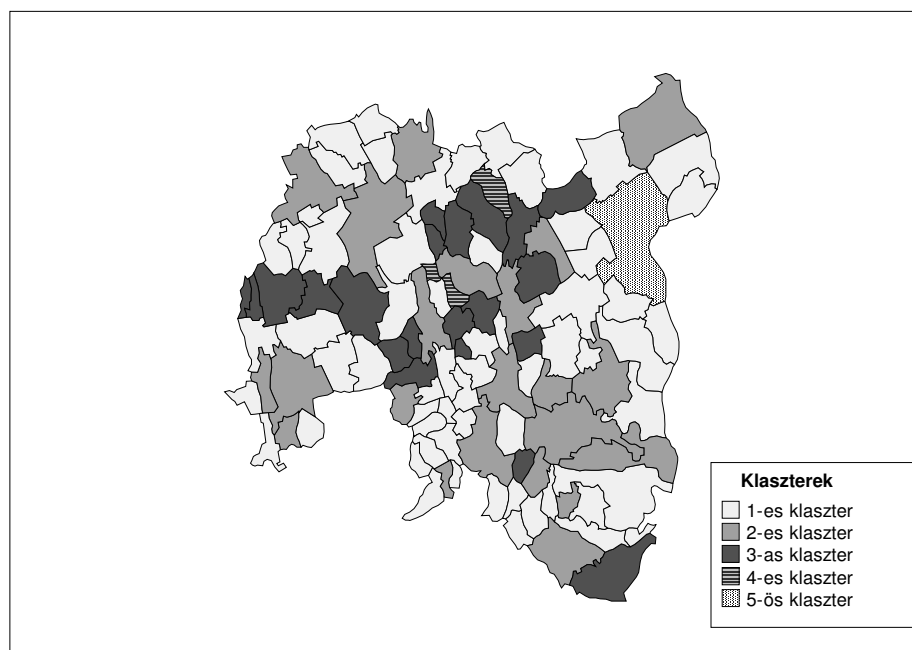 Klaszterek
1-es klaszter
2-es klaszter
3-as klaszter
4-es klaszter
5-ös klaszter